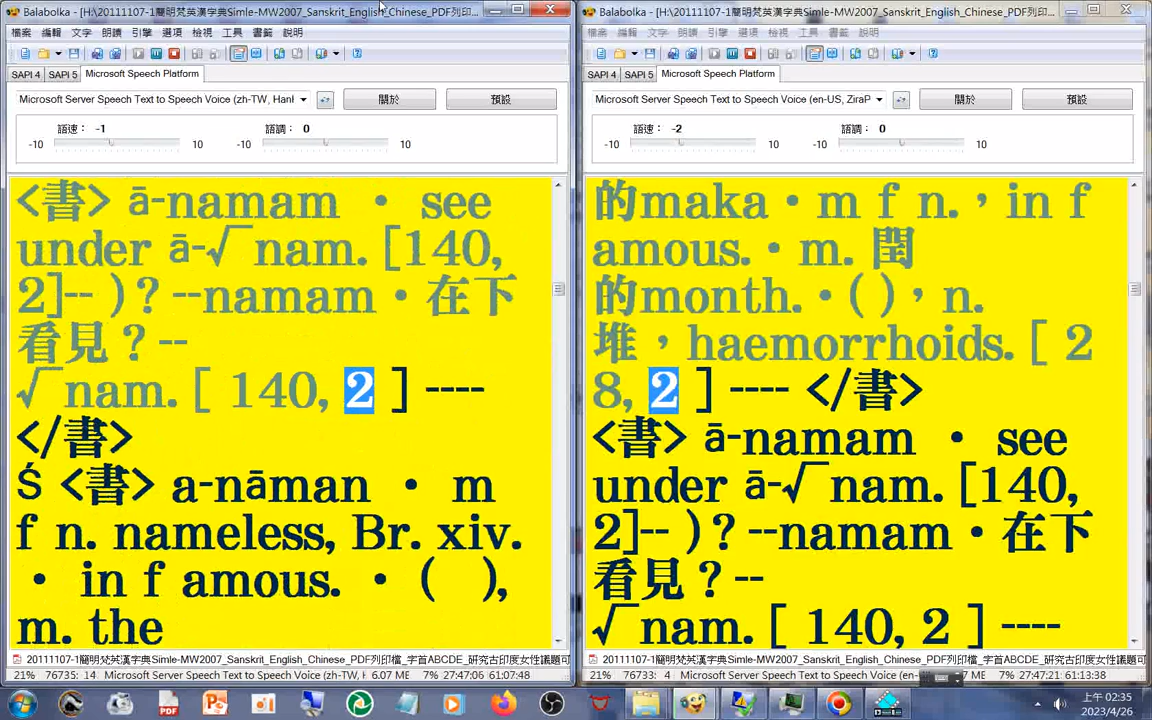 Balabolka - [H:\20111107-1簡明梵英漢字典Simle-MW2007_Sanskrit_English_Chinese_PDF列印...
檔案 編輯 文字 朗讀 引擎 選項 檢視 工具 書籤 說明
SAPI 4 SAPI 5 Microsoft Speech Platform
Microsoft Server Speech Text to Speech Voice (zh-TW, Hanl
關於 預設
語速： -1 語調： 0
-10 10 -10 10
<書> ā-namam • see
under ā-√nam. [140,
2]-- )? --namam • 在下
看見？--
√nam. [ 140, 2 ] ----
</書>
Ś <書> a-nāman • m
f n. nameless, Br. xiv.
• in f amous. • ( ),
m. the
20111107-1簡明梵英漢字典Simle-MW2007_Sanskrit_English_Chinese_PDF列印檔_字首ABCDE_研究古印度女性議題可
21% 76735: 14 Microsoft Server Speech Text to Speech Voice (zh-TW, H 6.07 MB 7% 27:47:06 61:07:48
Balabolka - [H:\20111107-1簡明梵英漢字典Simle-MW2007_Sanskrit_English_Chinese_PDF列印...
檔案 編輯 文字 朗讀 引擎 選項 檢視 工具 書籤 說明
SAPI 4 SAPI 5 Microsoft Speech Platform
Microsoft Server Speech Text to Speech Voice (en-US, ZiraP
關於 預設
語速： -2 語調： 0
-10 10 -10 10
的maka • m f n.，in f
amous. • m. 閏
的month. • ( )，n.
堆，haemorrhoids. [ 2
8, 2 ] ---- </書>
<書> ā-namam • see
under ā-√nam. [140,
2]-- )? --namam • 在下
看見？--
√nam. [ 140, 2 ] ----
20111107-1簡明梵英漢字典Simle-MW2007_Sanskrit_English_Chinese_PDF列印檔_字首ABCDE_研究古印度女性議題可
21% 76733: 4 Microsoft Server Speech Text to Speech Voice 7% 27:47:21 61:13:38
上午 02:35
2023/4/26